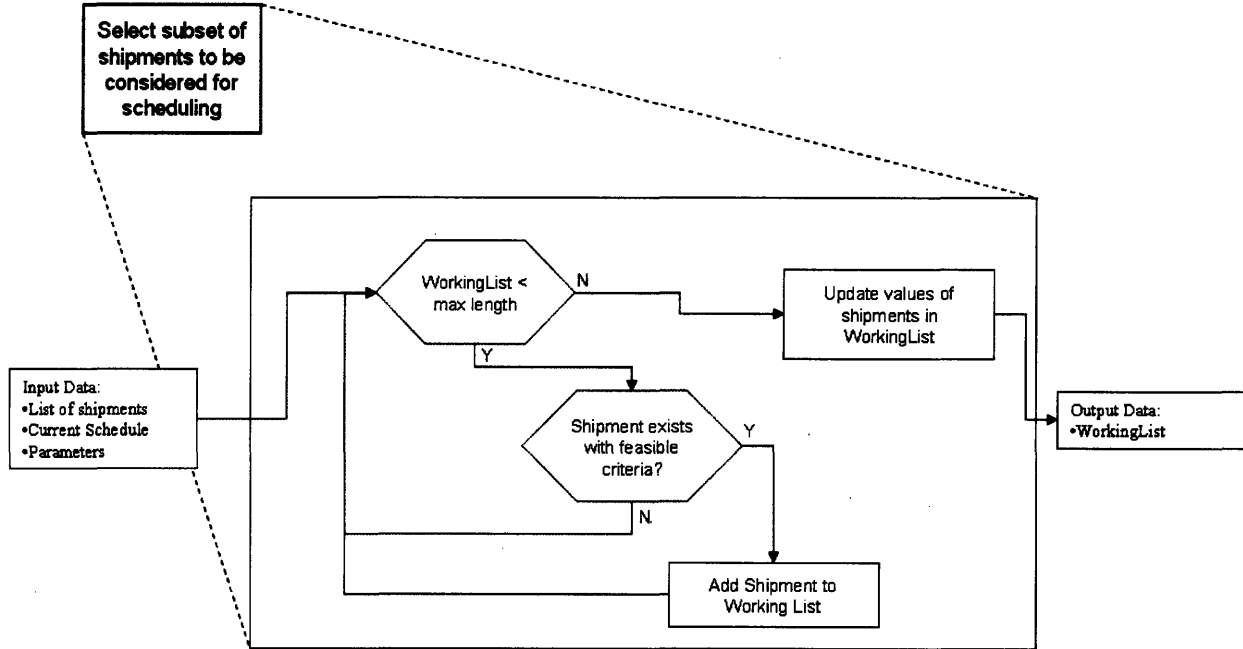 Select subset of
shipments to be
considered for
scheduling
WorkingList <
max length
N
Update values of
shipments in
WorkingList
Y
Input Data:
•List of shipments
•Current Schedule
•Parameters
Shipment exists
with feasible
criteria?
Y
Output Data:
•WorkingList
N
Add Shipment to
Working List